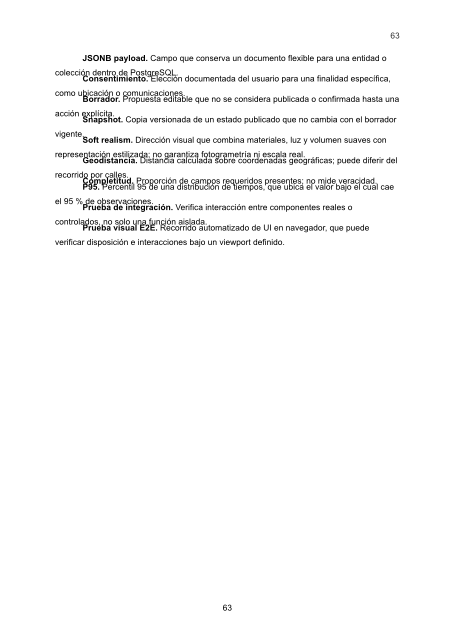 63
JSONB payload. Campo que conserva un documento flexible para una entidad o
colección dentro de PostgreSQL.
Consentimiento. Elección documentada del usuario para una finalidad específica,
como ubicación o comunicaciones.
Borrador. Propuesta editable que no se considera publicada o confirmada hasta una
acción explícita.
Snapshot. Copia versionada de un estado publicado que no cambia con el borrador
vigente.
Soft realism. Dirección visual que combina materiales, luz y volumen suaves con
representación estilizada; no garantiza fotogrametría ni escala real.
Geodistancia. Distancia calculada sobre coordenadas geográficas; puede diferir del
recorrido por calles.
Completitud. Proporción de campos requeridos presentes; no mide veracidad.
P95. Percentil 95 de una distribución de tiempos, que ubica el valor bajo el cual cae
el 95 % de observaciones.
Prueba de integración. Verifica interacción entre componentes reales o
controlados, no solo una función aislada.
Prueba visual E2E. Recorrido automatizado de UI en navegador, que puede
verificar disposición e interacciones bajo un viewport definido.
63